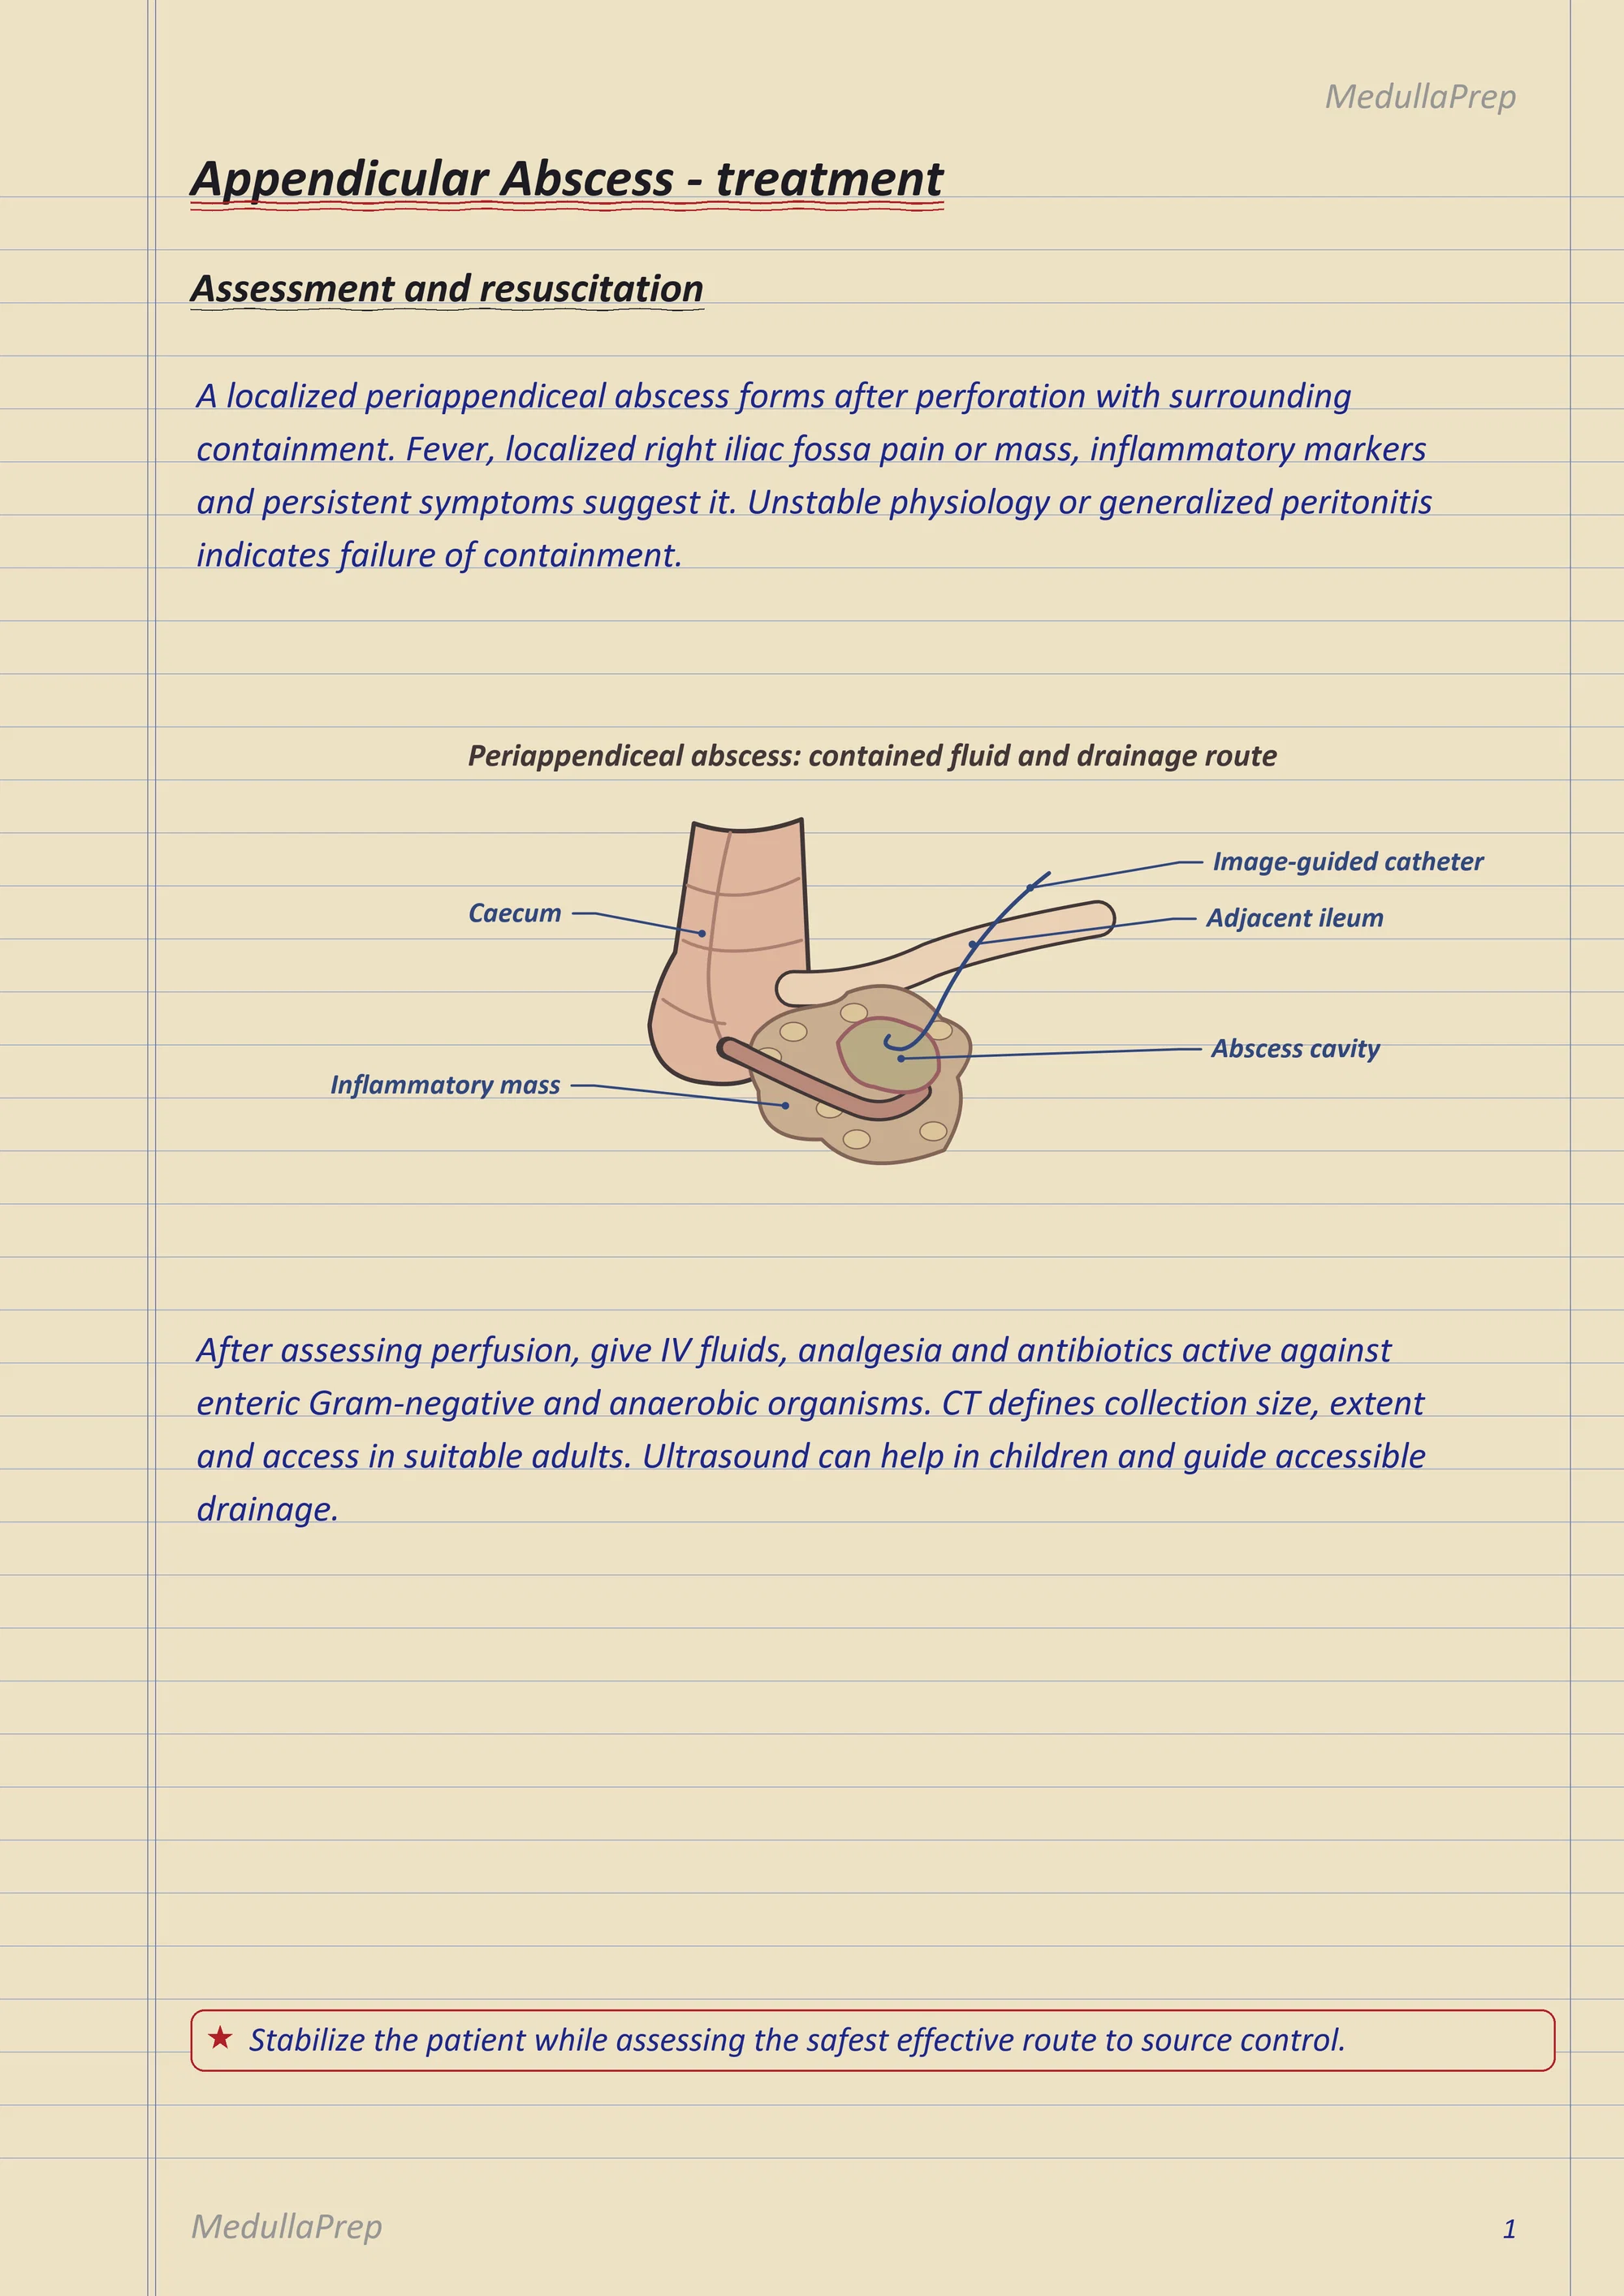 MedullaPrep
Appendicular Abscess - treatment
Assessment and resuscitation
A localized periappendiceal abscess forms after perforation with surrounding
containment. Fever, localized right iliac fossa pain or mass, inflammatory markers
and persistent symptoms suggest it. Unstable physiology or generalized peritonitis
indicates failure of containment.
Periappendiceal abscess: contained fluid and drainage route
Image-guided catheter
Caecum
Adjacent ileum
Abscess cavity
Inflammatory mass
After assessing perfusion, give IV fluids, analgesia and antibiotics active against
enteric Gram-negative and anaerobic organisms. CT defines collection size, extent
and access in suitable adults. Ultrasound can help in children and guide accessible
drainage.
★ Stabilize the patient while assessing the safest effective route to source control.
MedullaPrep
1